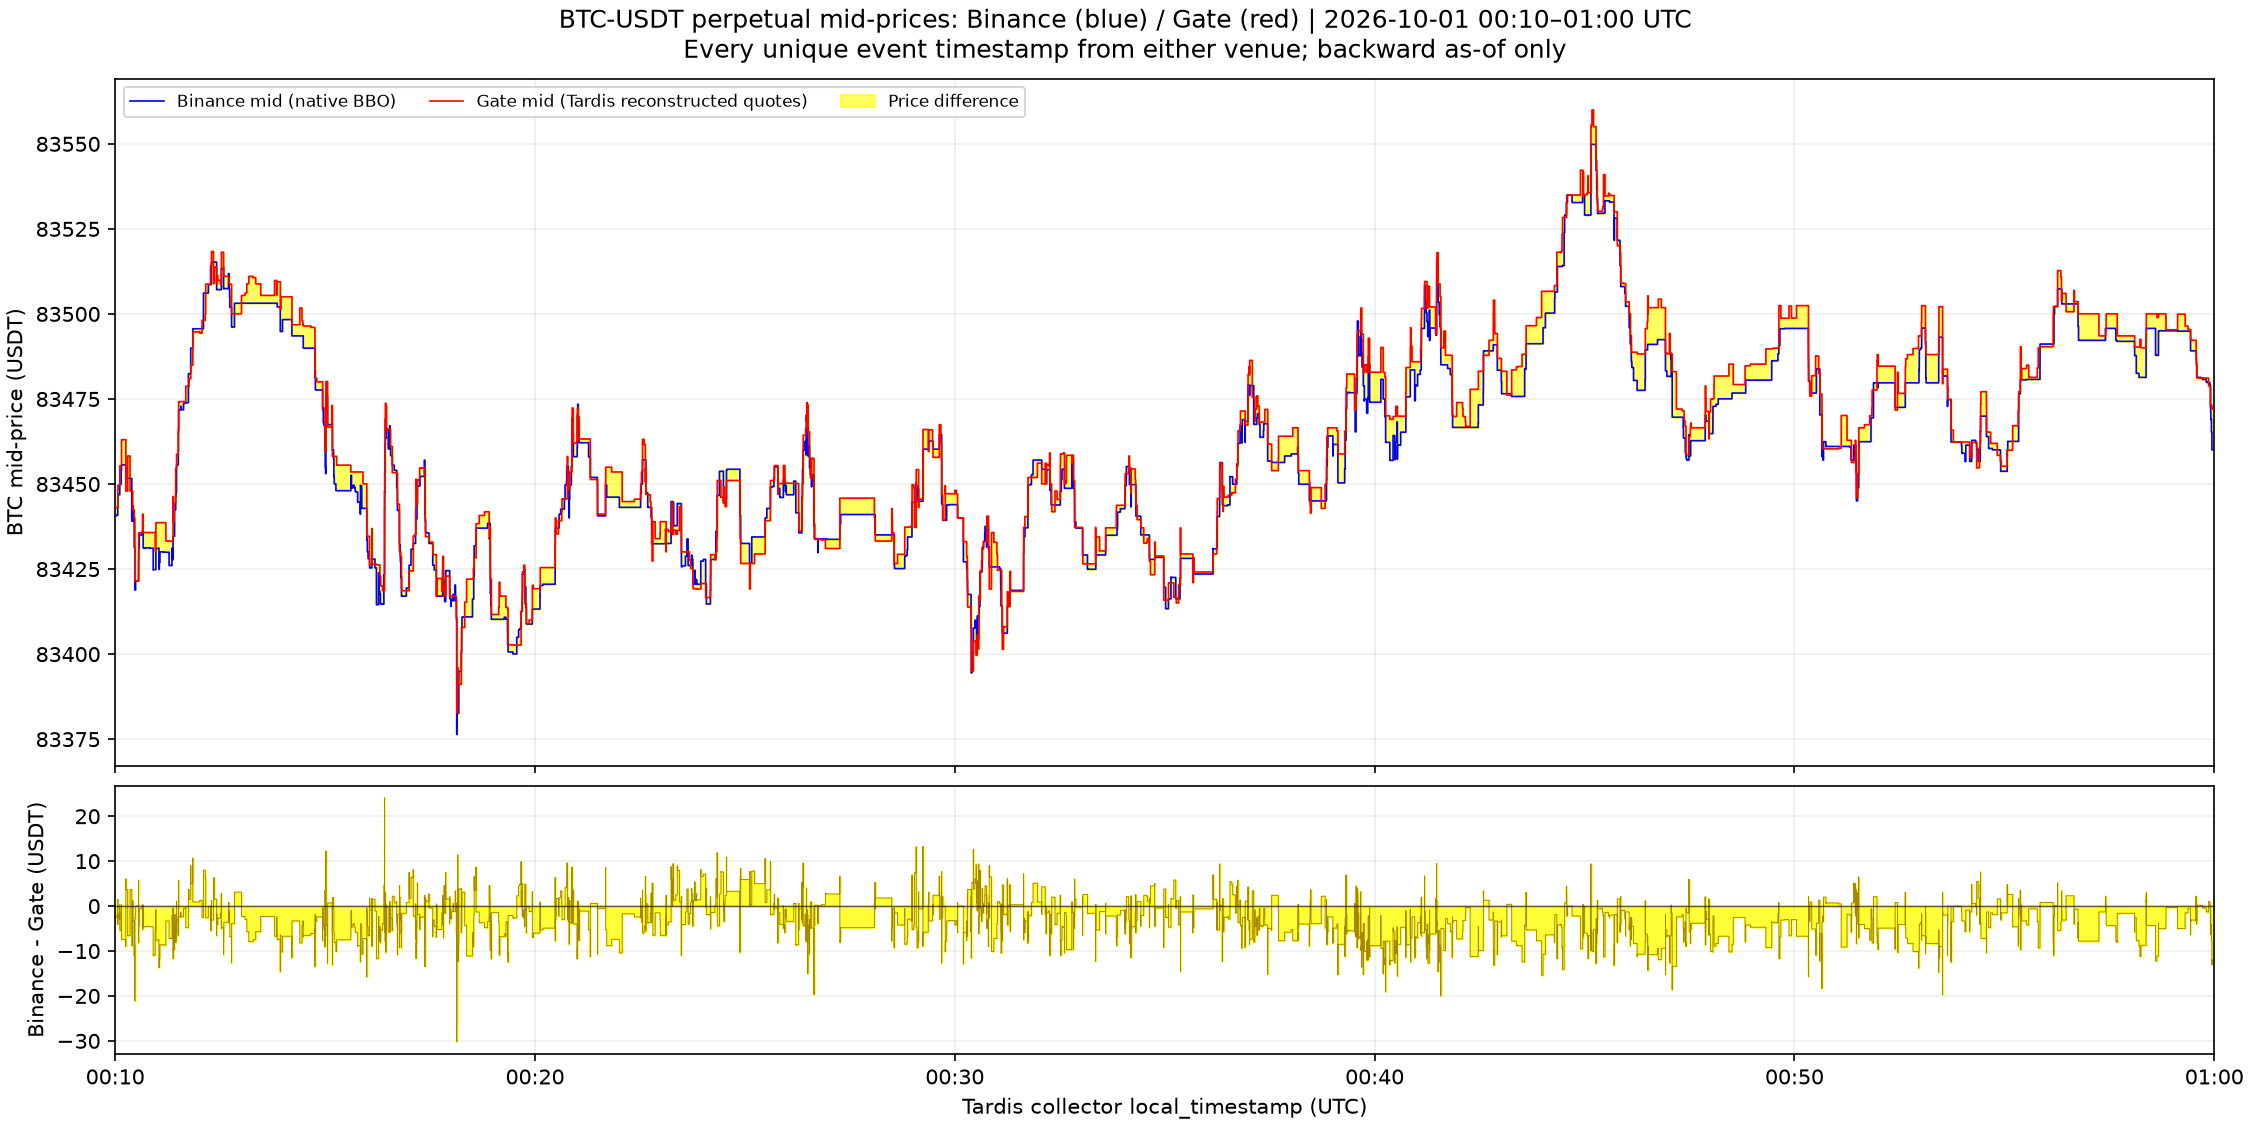 BTC-USDT perpetual mid-prices: Binance (blue) / Gate (red) | 2026-10-01 00:10–01:00 UTC
Every unique event timestamp from either venue; backward as-of only
Binance mid (native BBO)
Gate mid (Tardis reconstructed quotes)
Price difference
BTC mid-price (USDT)
83550
83525
83500
83475
83450
83425
83400
83375
Binance - Gate (USDT)
20
10
0
−10
−20
−30
00:10
00:20
00:30
00:40
00:50
01:00
Tardis collector local_timestamp (UTC)